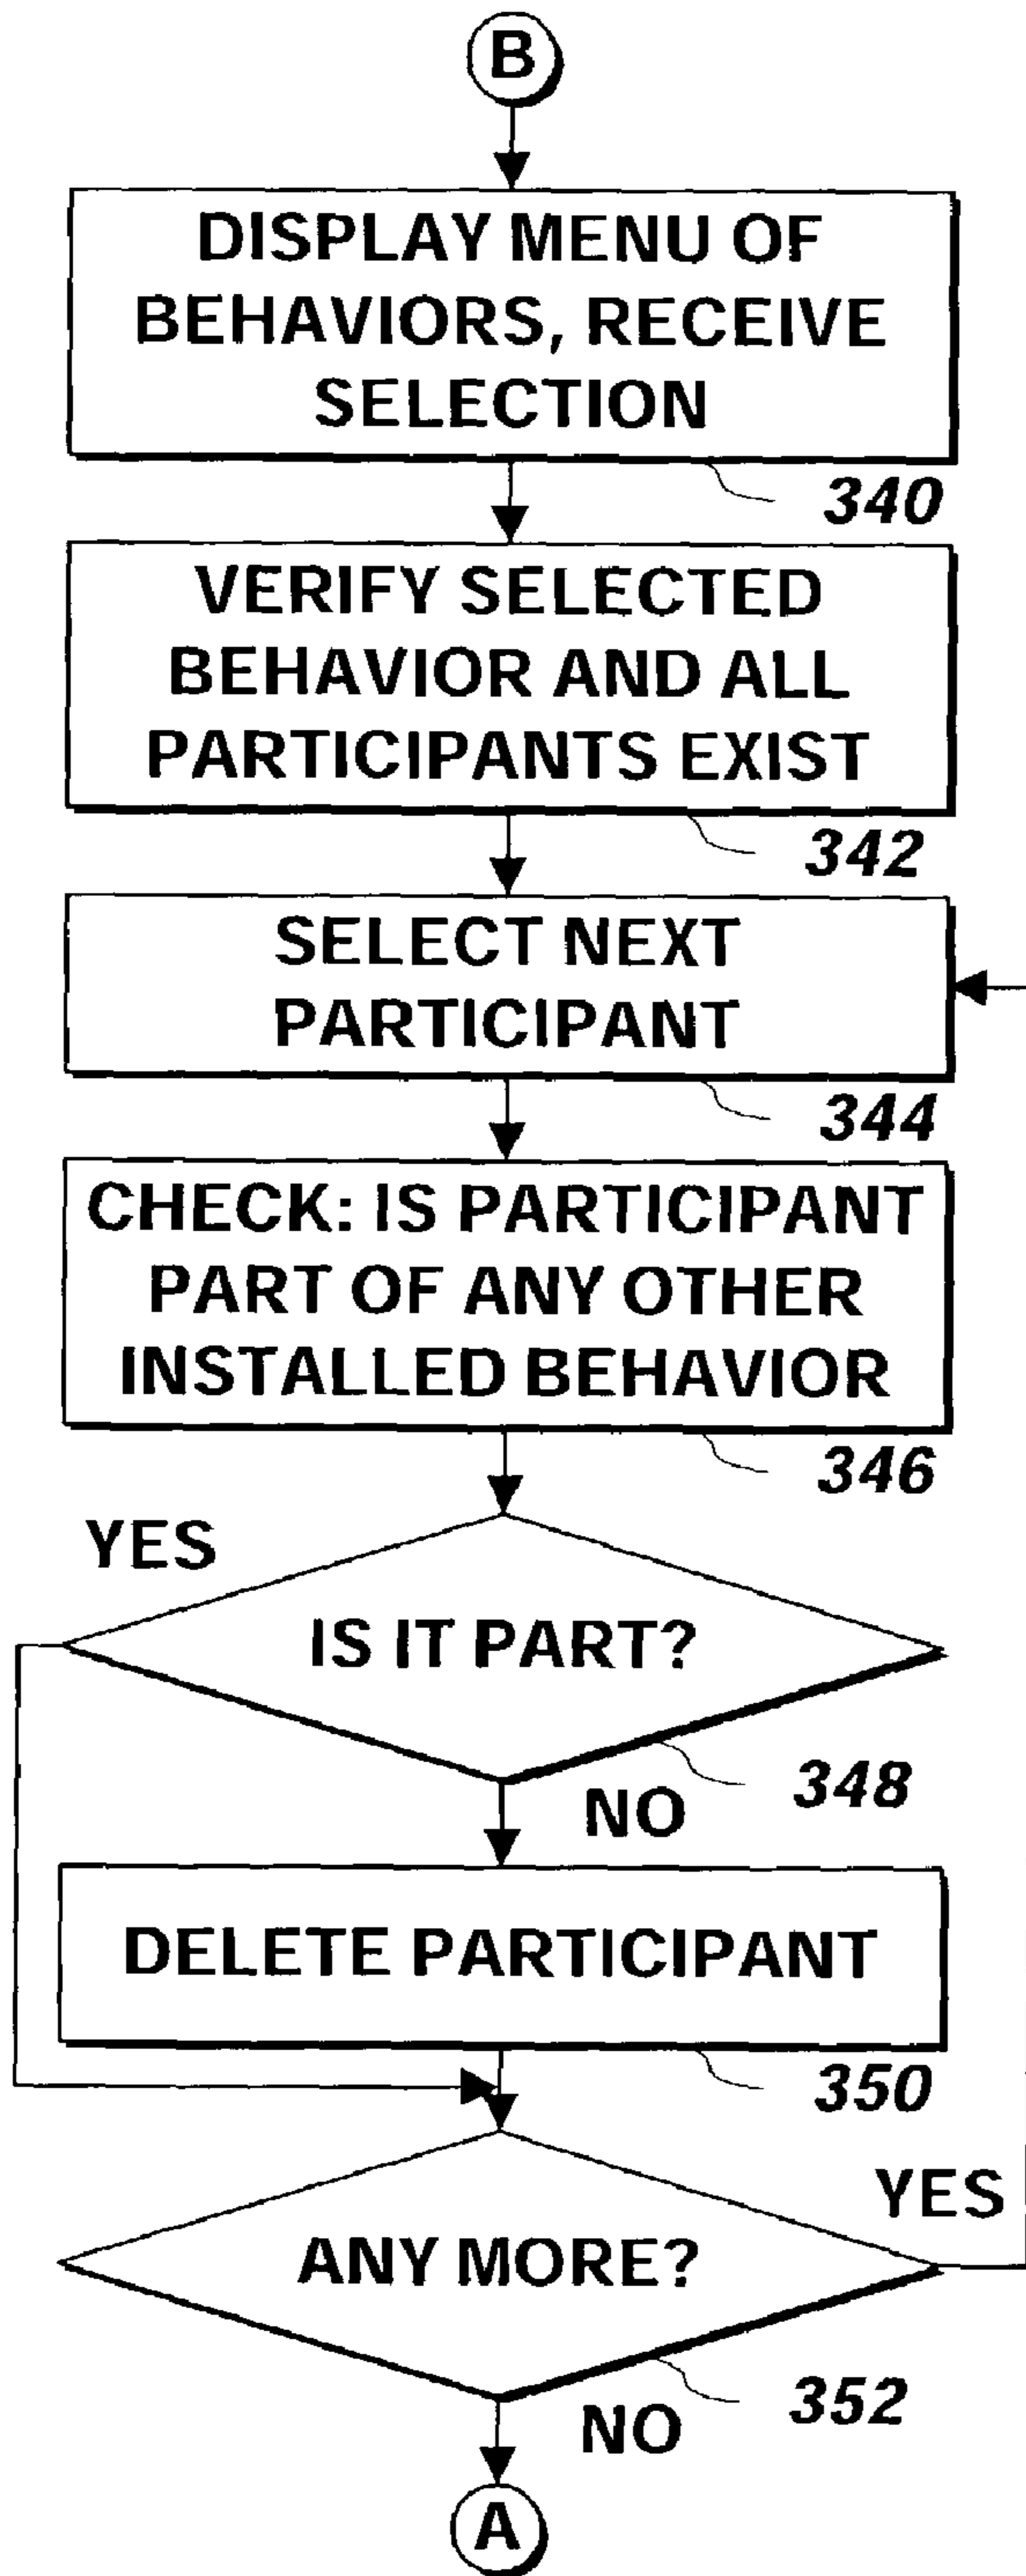 B
DISPLAY MENU OF
BEHAVIORS, RECEIVE
SELECTION
340
VERIFY SELECTED
BEHAVIOR AND ALL
PARTICIPANTS EXIST
342
SELECT NEXT
PARTICIPANT
344
CHECK: IS PARTICIPANT
PART OF ANY OTHER
INSTALLED BEHAVIOR
346
YES
IS IT PART?
348
NO
DELETE PARTICIPANT
350
YES
ANY MORE?
352
NO
A